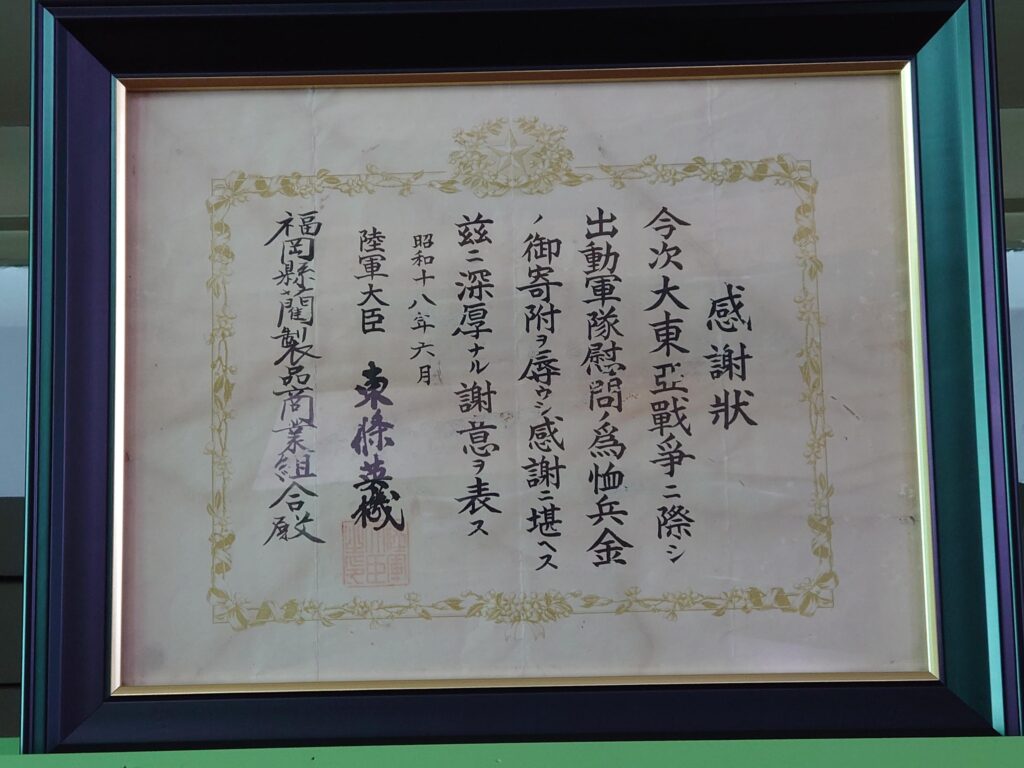 感謝狀
今次大東亞戰爭ニ際シ
出動軍隊慰問ノ爲恤兵金
ノ御寄附ヲ辱ウシ感謝ニ堪ヘス
茲ニ深厚ナル謝意ヲ表ス
昭和十八年六月
陸軍大臣 東條英機
福岡縣藺製品商業組合殿